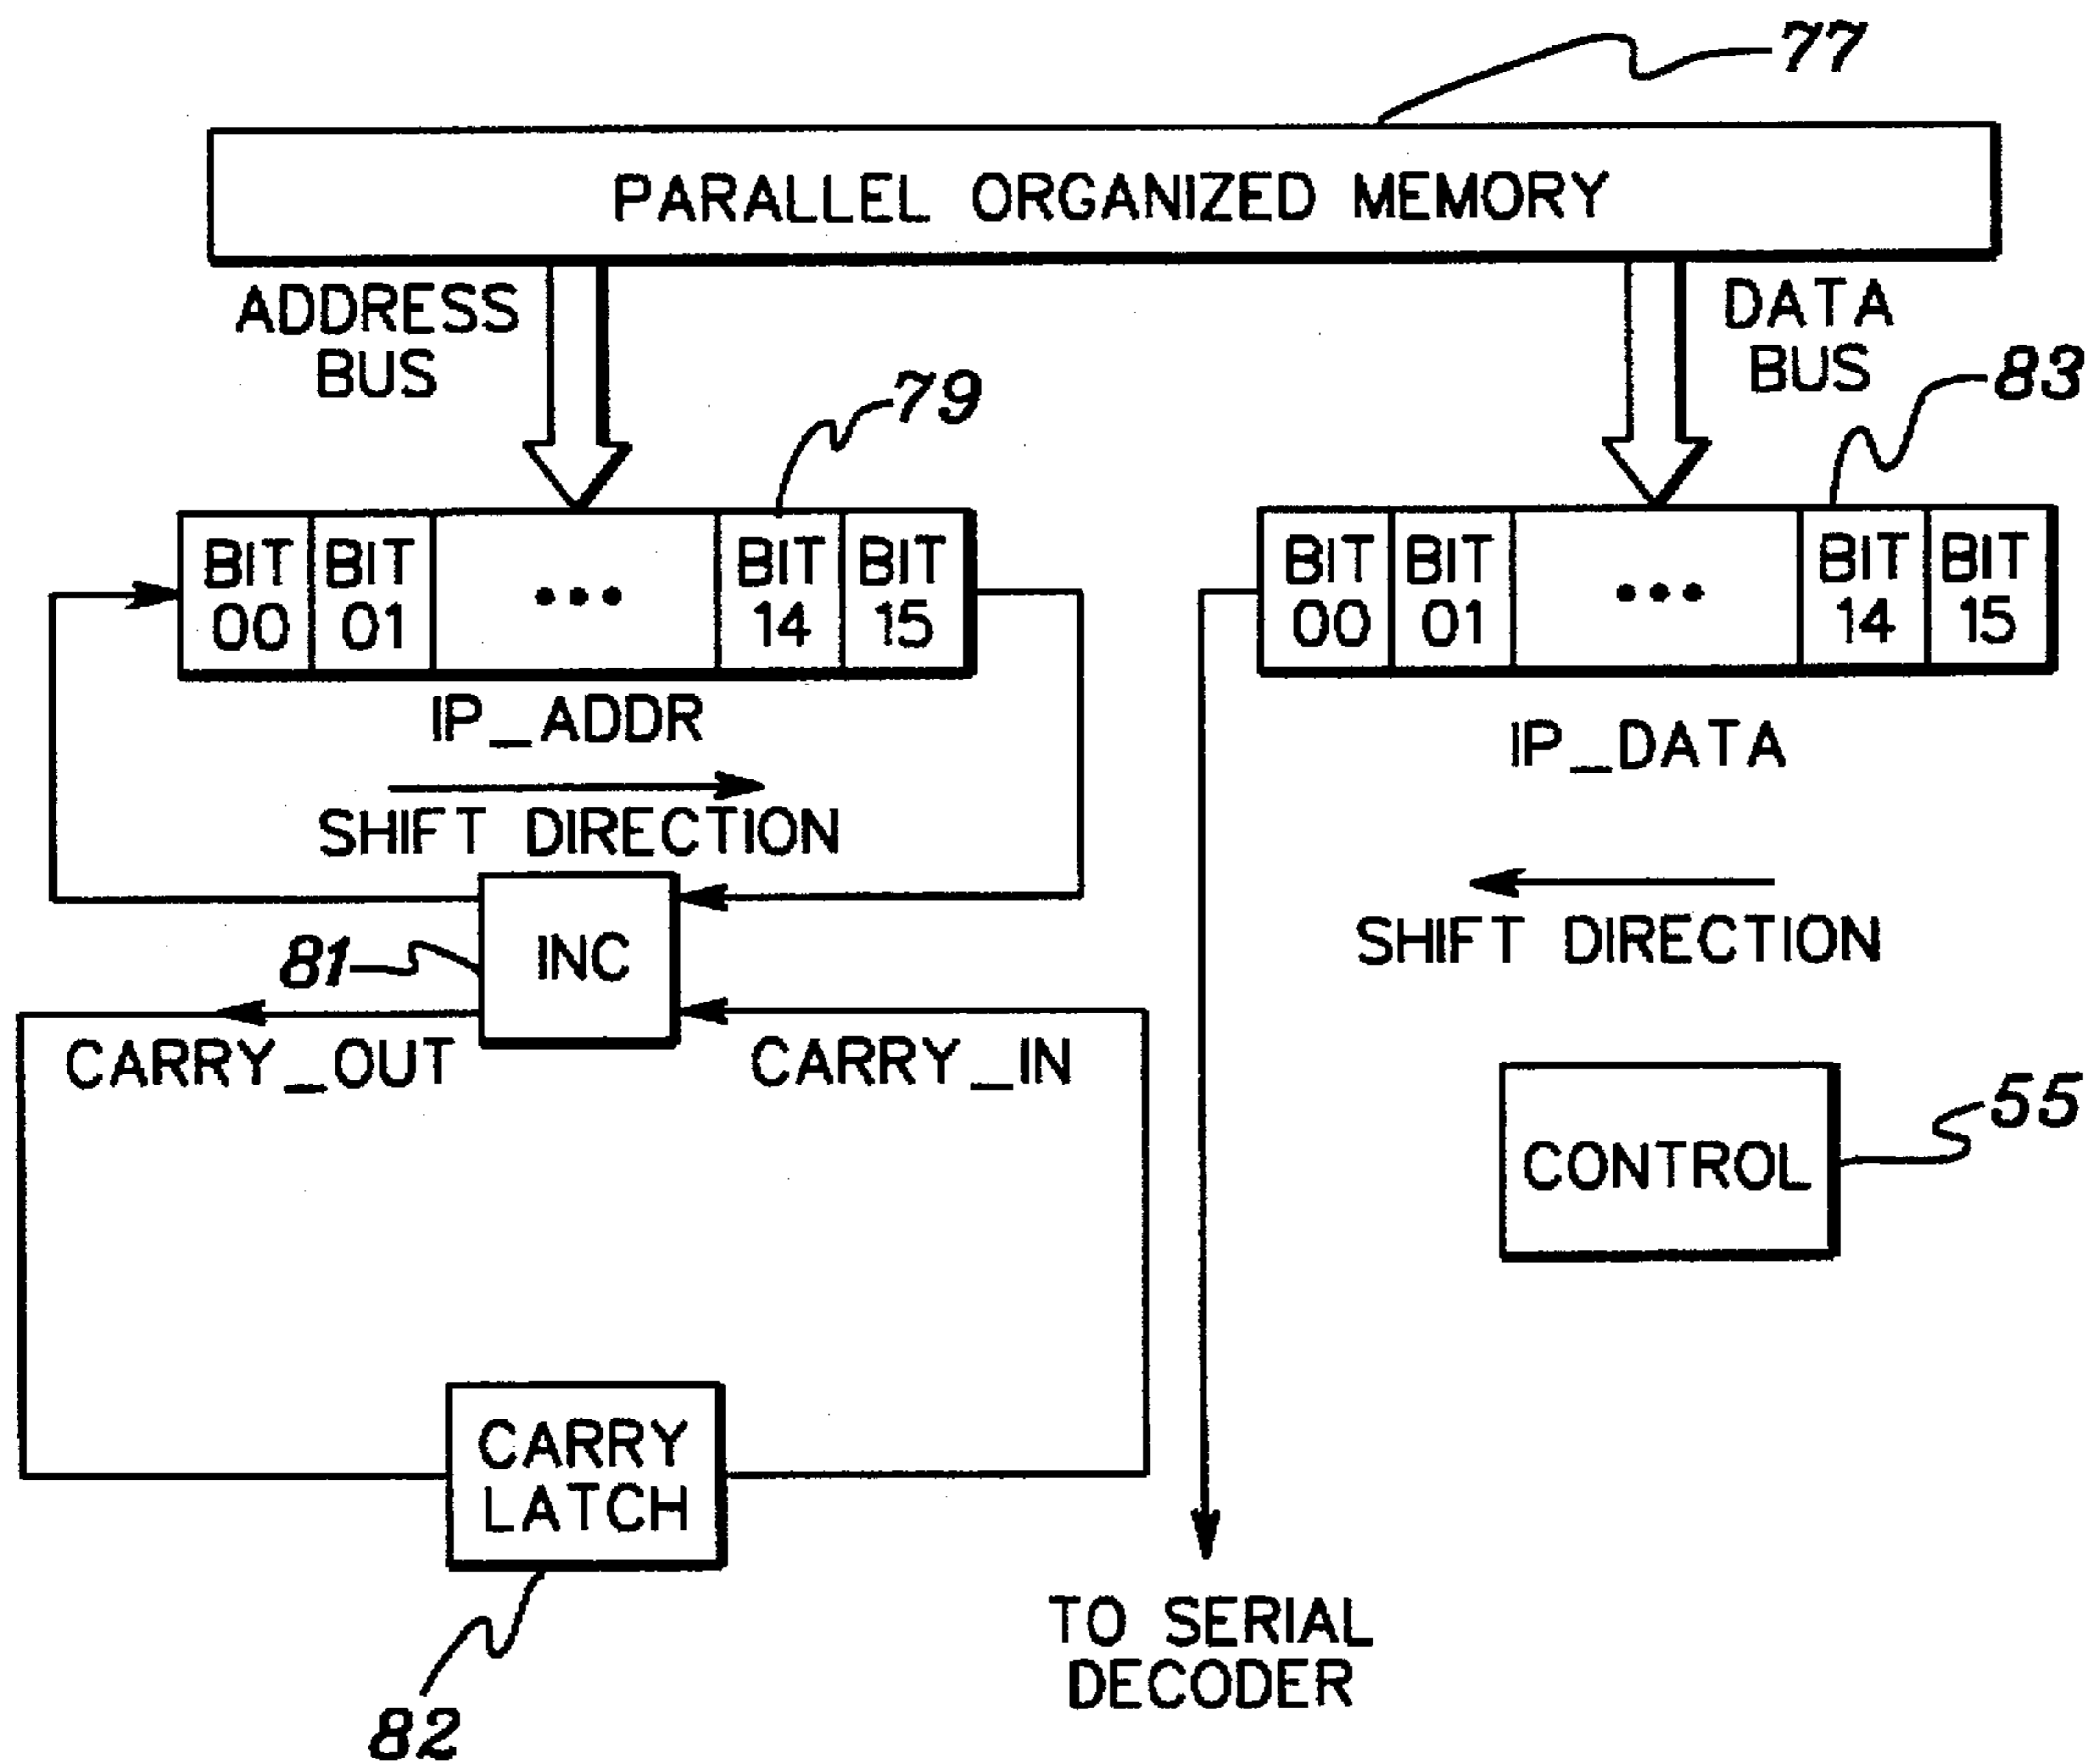 77
PARALLEL ORGANIZED MEMORY
ADDRESS
BUS
DATA
BUS
79
83
BIT 00
BIT 01
...
BIT 14
BIT 15
BIT 00
BIT 01
...
BIT 14
BIT 15
IP_ADDR
IP_DATA
SHIFT DIRECTION
SHIFT DIRECTION
81
INC
CARRY_OUT
CARRY_IN
55
CONTROL
CARRY
LATCH
TO SERIAL
DECODER
82